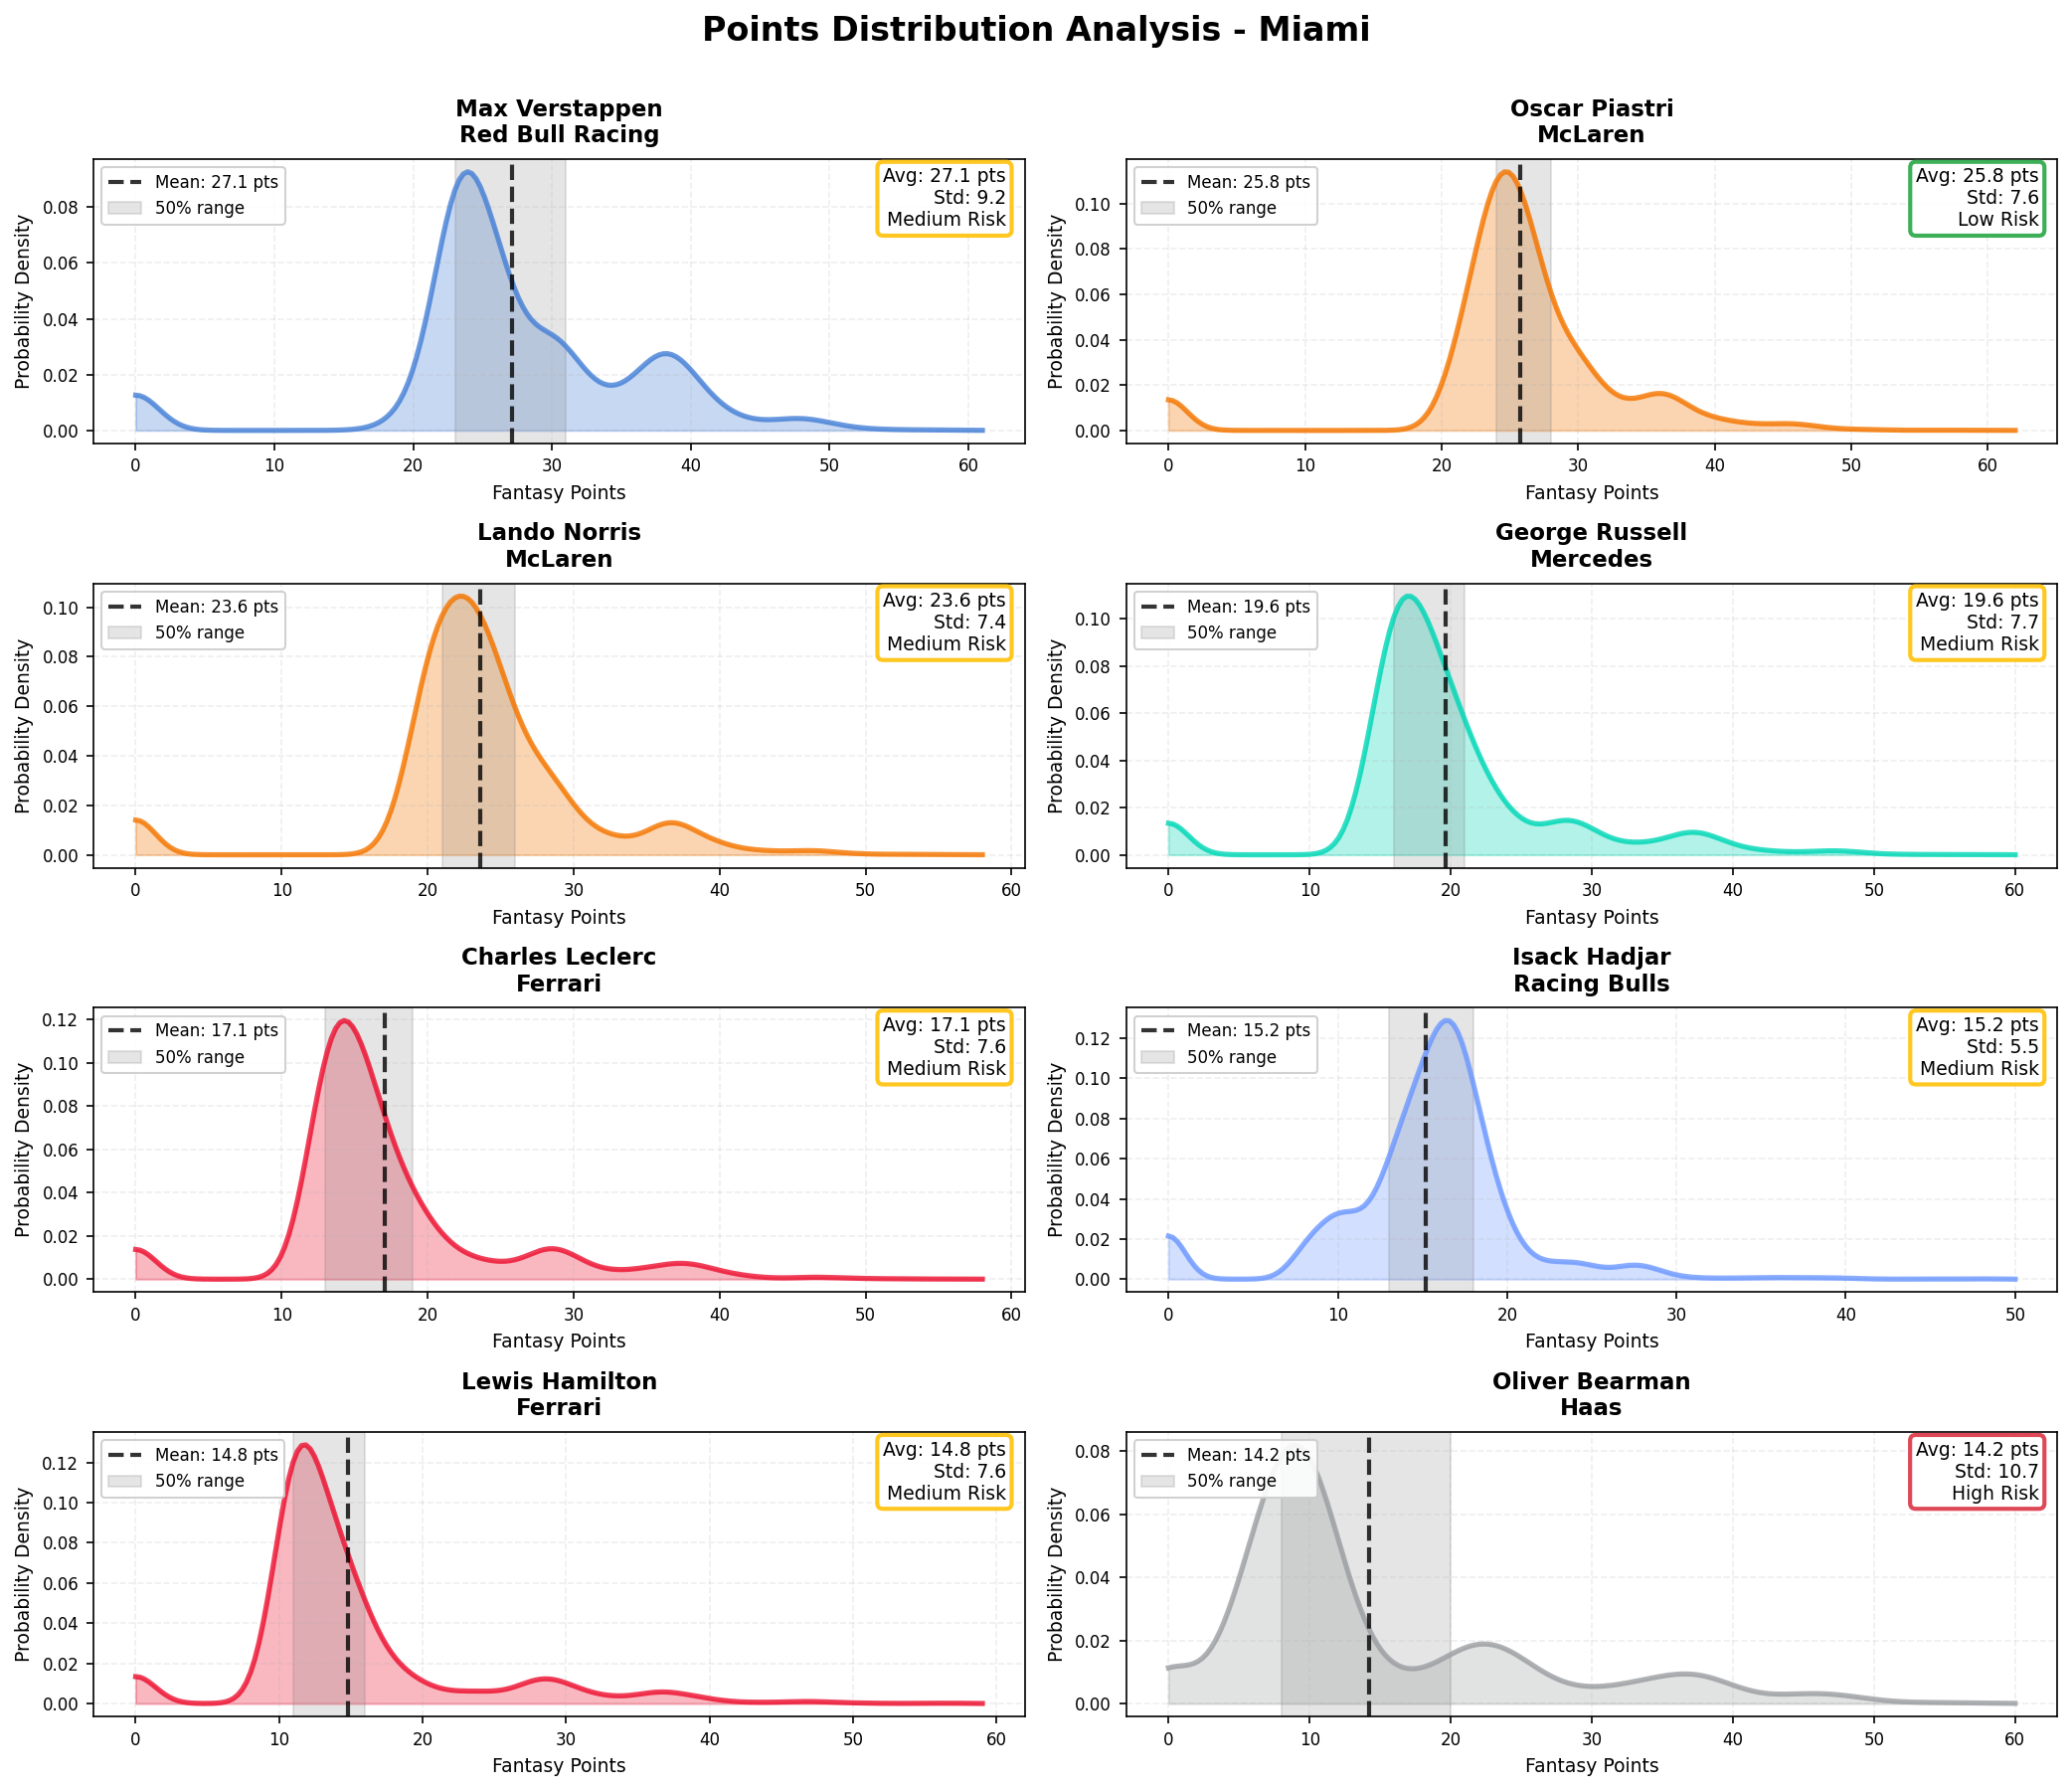 Points Distribution Analysis - Miami
Max Verstappen
Red Bull Racing
Mean: 27.1 pts
50% range
Avg: 27.1 pts
Std: 9.2
Medium Risk
Probability Density
0.08
0.06
0.04
0.02
0.00
0 10 20 30 40 50 60
Fantasy Points
Oscar Piastri
McLaren
Mean: 25.8 pts
50% range
Avg: 25.8 pts
Std: 7.6
Low Risk
Probability Density
0.10
0.08
0.06
0.04
0.02
0.00
0 10 20 30 40 50 60
Fantasy Points
Lando Norris
McLaren
Mean: 23.6 pts
50% range
Avg: 23.6 pts
Std: 7.4
Medium Risk
Probability Density
0.10
0.08
0.06
0.04
0.02
0.00
0 10 20 30 40 50 60
Fantasy Points
George Russell
Mercedes
Mean: 19.6 pts
50% range
Avg: 19.6 pts
Std: 7.7
Medium Risk
Probability Density
0.10
0.08
0.06
0.04
0.02
0.00
0 10 20 30 40 50 60
Fantasy Points
Charles Leclerc
Ferrari
Mean: 17.1 pts
50% range
Avg: 17.1 pts
Std: 7.6
Medium Risk
Probability Density
0.12
0.10
0.08
0.06
0.04
0.02
0.00
0 10 20 30 40 50 60
Fantasy Points
Isack Hadjar
Racing Bulls
Mean: 15.2 pts
50% range
Avg: 15.2 pts
Std: 5.5
Medium Risk
Probability Density
0.12
0.10
0.08
0.06
0.04
0.02
0.00
0 10 20 30 40 50
Fantasy Points
Lewis Hamilton
Ferrari
Mean: 14.8 pts
50% range
Avg: 14.8 pts
Std: 7.6
Medium Risk
Probability Density
0.12
0.10
0.08
0.06
0.04
0.02
0.00
0 10 20 30 40 50 60
Fantasy Points
Oliver Bearman
Haas
Mean: 14.2 pts
50% range
Avg: 14.2 pts
Std: 10.7
High Risk
Probability Density
0.08
0.06
0.04
0.02
0.00
0 10 20 30 40 50 60
Fantasy Points